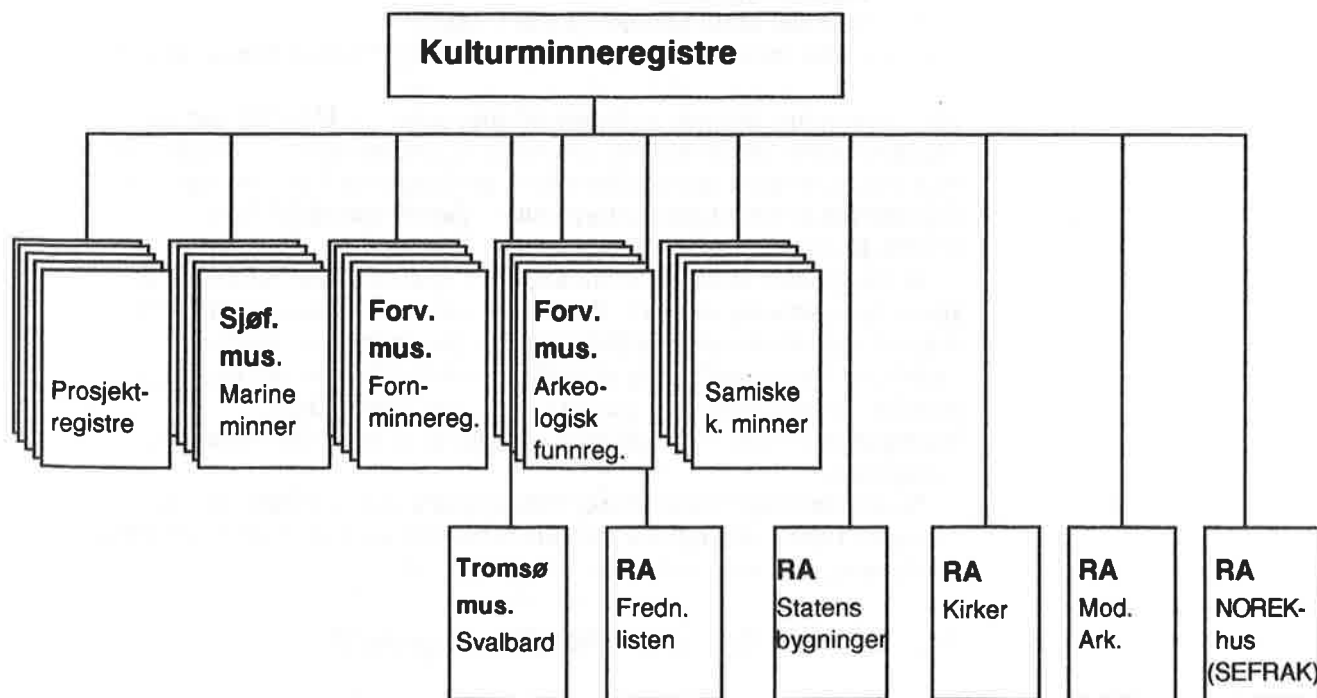 Kulturminneregistre
Prosjekt-
registre
Sjøf.
mus.
Marine
minner
Forv.
mus.
Forn-
minnereg.
Forv.
mus.
Arkeo-
logisk
funnreg.
Samiske
k. minner
Tromsø
mus.
Svalbard
RA
Fredn.
listen
RA
Statens
bygninger
RA
Kirker
RA
Mod.
Ark.
RA
NOREK-
hus
(SEFRAK)